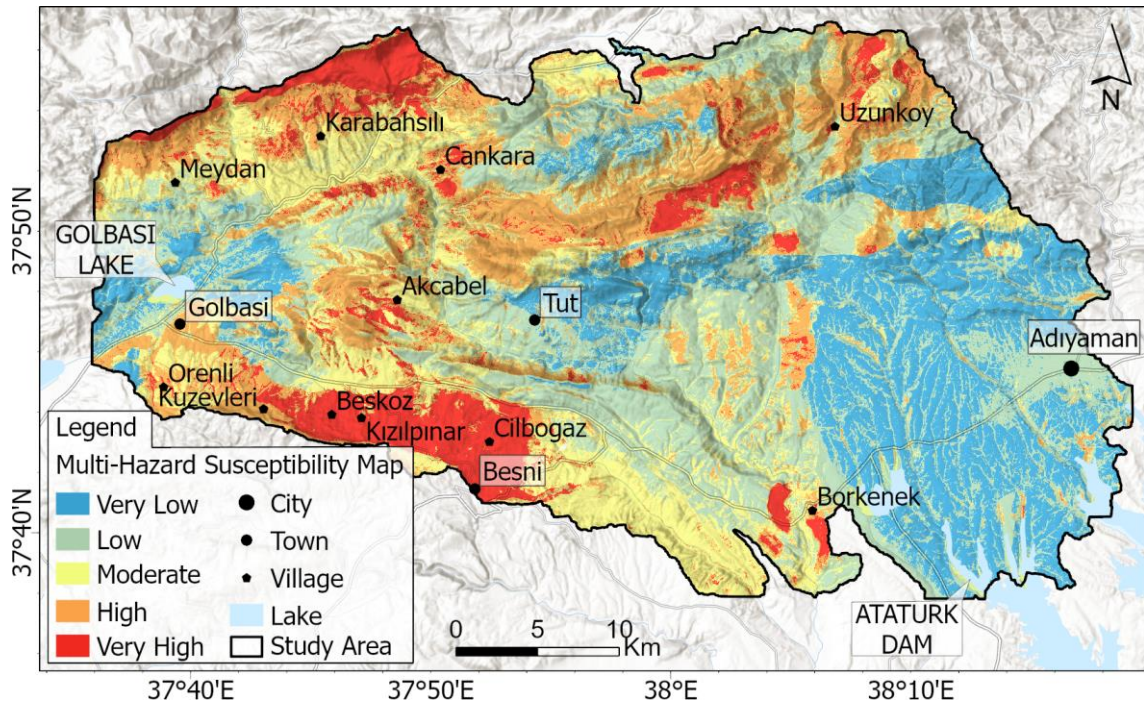 N
Karabahsılı
Uzunkoy
Cankara
Meydan
37°50'N
GOLBASI
LAKE
Akcabel
Tut
Golbasi
Adıyaman
Orenli
Kuzevleri
Beskoz
Kızılpınar
Cilbogaz
Besni
Borkenek
37°40'N
ATATURK
DAM
Legend
Multi-Hazard Susceptibility Map
Very Low
Low
Moderate
High
Very High
City
Town
Village
Lake
Study Area
0 5 10
Km
37°40'E
37°50'E
38°E
38°10'E